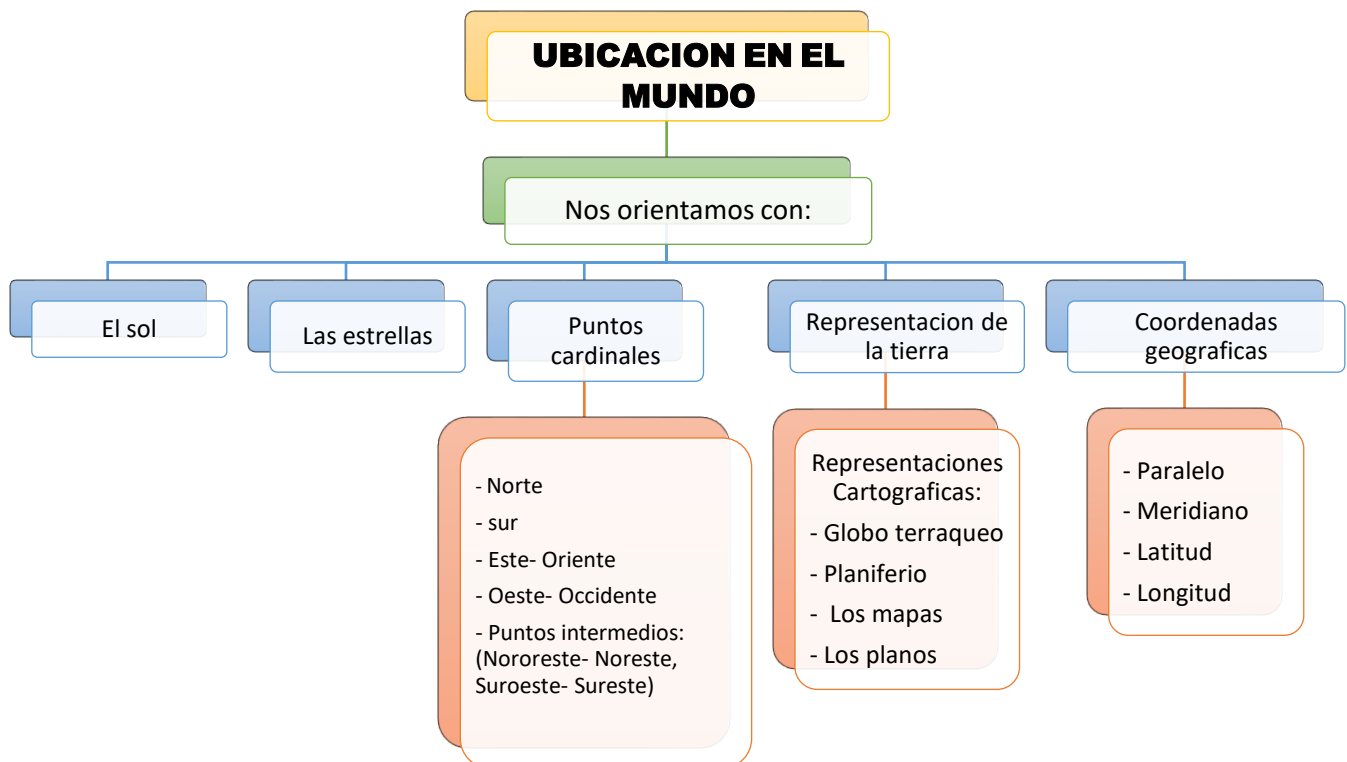 UBICACION EN EL
MUNDO
Nos orientamos con:
El sol
Las estrellas
Puntos
cardinales
Representacion de
la tierra
Coordenadas
geograficas
- Norte
- sur
- Este- Oriente
- Oeste- Occidente
- Puntos intermedios:
(Nororeste- Noreste,
Suroeste- Sureste)
Representaciones
Cartograficas:
- Globo terraqueo
- Planiferio
- Los mapas
- Los planos
- Paralelo
- Meridiano
- Latitud
- Longitud